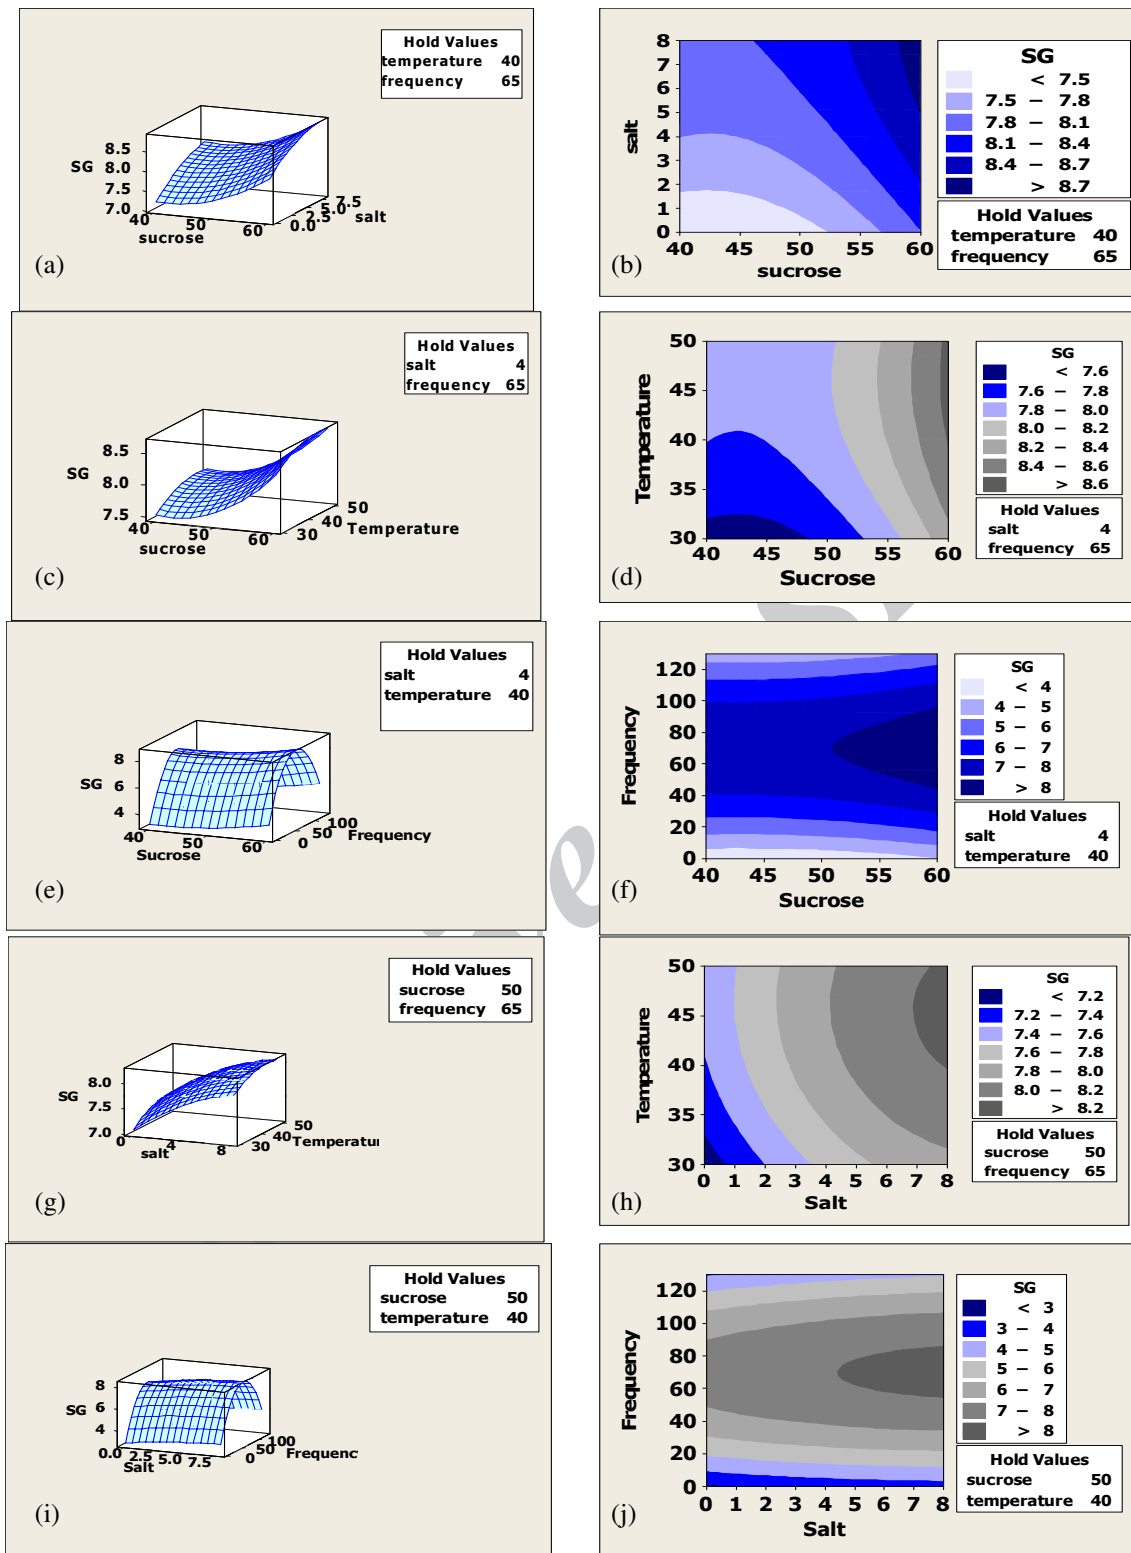 Hold Values
temperature 40
frequency 65
SG
8.5
8.0
7.5
7.0
40
50
60
sucrose
0.0
2.5
5.0
7.5
salt
(a)
8
7
6
5
4
3
2
1
0
salt
40 45 50 55 60
sucrose
SG
< 7.5
7.5 – 7.8
7.8 – 8.1
8.1 – 8.4
8.4 – 8.7
> 8.7
Hold Values
temperature 40
frequency 65
(b)
Hold Values
salt 4
frequency 65
SG
8.5
8.0
7.5
40
50
60
sucrose
30
40
50
Temperature
(c)
50
45
40
35
30
Temperature
40 45 50 55 60
Sucrose
SG
< 7.6
7.6 – 7.8
7.8 – 8.0
8.0 – 8.2
8.2 – 8.4
8.4 – 8.6
> 8.6
Hold Values
salt 4
frequency 65
(d)
Hold Values
salt 4
temperature 40
SG
8
6
4
40
50
60
Sucrose
0
50
100
Frequency
(e)
120
100
80
60
40
20
0
Frequency
40 45 50 55 60
Sucrose
SG
< 4
4 – 5
5 – 6
6 – 7
7 – 8
> 8
Hold Values
salt 4
temperature 40
(f)
Hold Values
sucrose 50
frequency 65
SG
8.0
7.5
7.0
0
4
8
salt
30
40
50
Temperatu
(g)
50
45
40
35
30
Temperature
0 1 2 3 4 5 6 7 8
Salt
SG
< 7.2
7.2 – 7.4
7.4 – 7.6
7.6 – 7.8
7.8 – 8.0
8.0 – 8.2
> 8.2
Hold Values
sucrose 50
frequency 65
(h)
Hold Values
sucrose 50
temperature 40
SG
8
6
4
0.0
2.5
5.0
7.5
Salt
0
50
100
Frequenc
(i)
120
100
80
60
40
20
0
Frequency
0 1 2 3 4 5 6 7 8
Salt
SG
< 3
3 – 4
4 – 5
5 – 6
6 – 7
7 – 8
> 8
Hold Values
sucrose 50
temperature 40
(j)